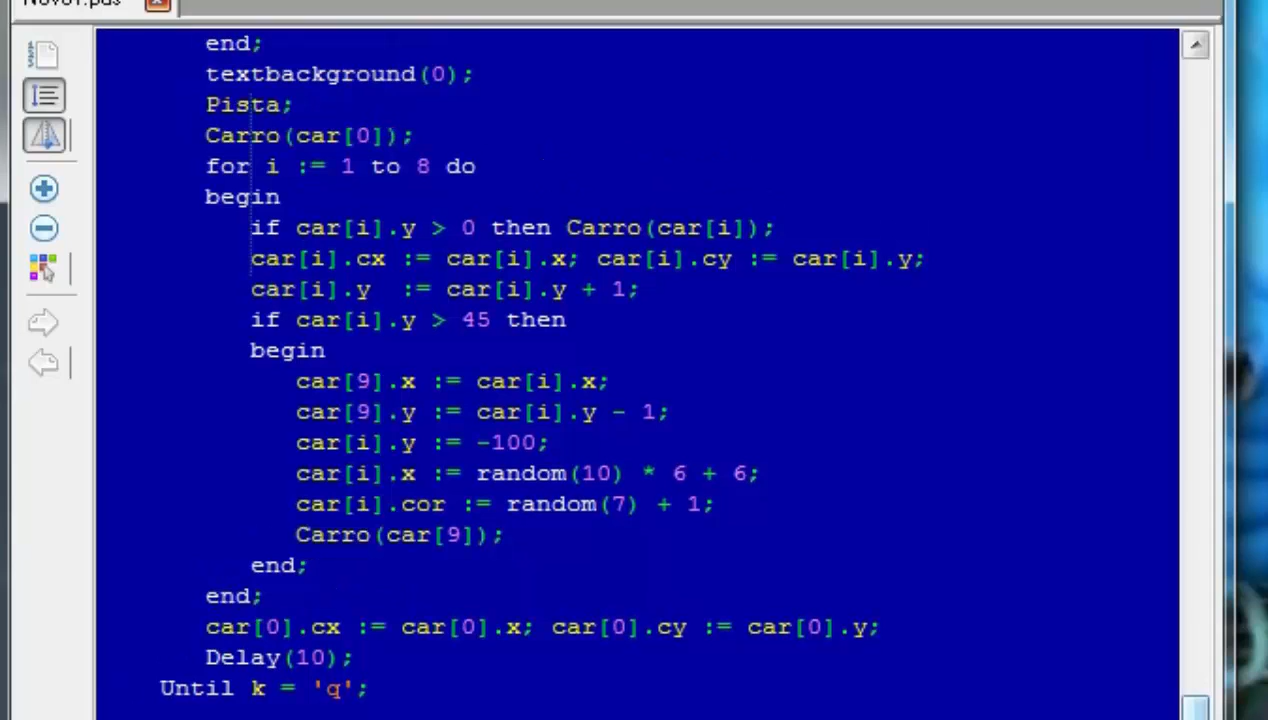 Novo1.pas
end;
textbackground(0);
Pista;
Carro(car[0]);
for i := 1 to 8 do
begin
if car[i].y > 0 then Carro(car[i]);
car[i].cx := car[i].x; car[i].cy := car[i].y;
car[i].y := car[i].y + 1;
if car[i].y > 45 then
begin
car[9].x := car[i].x;
car[9].y := car[i].y - 1;
car[i].y := -100;
car[i].x := random(10) * 6 + 6;
car[i].cor := random(7) + 1;
Carro(car[9]);
end;
end;
car[0].cx := car[0].x; car[0].cy := car[0].y;
Delay(10);
Until k = 'q';